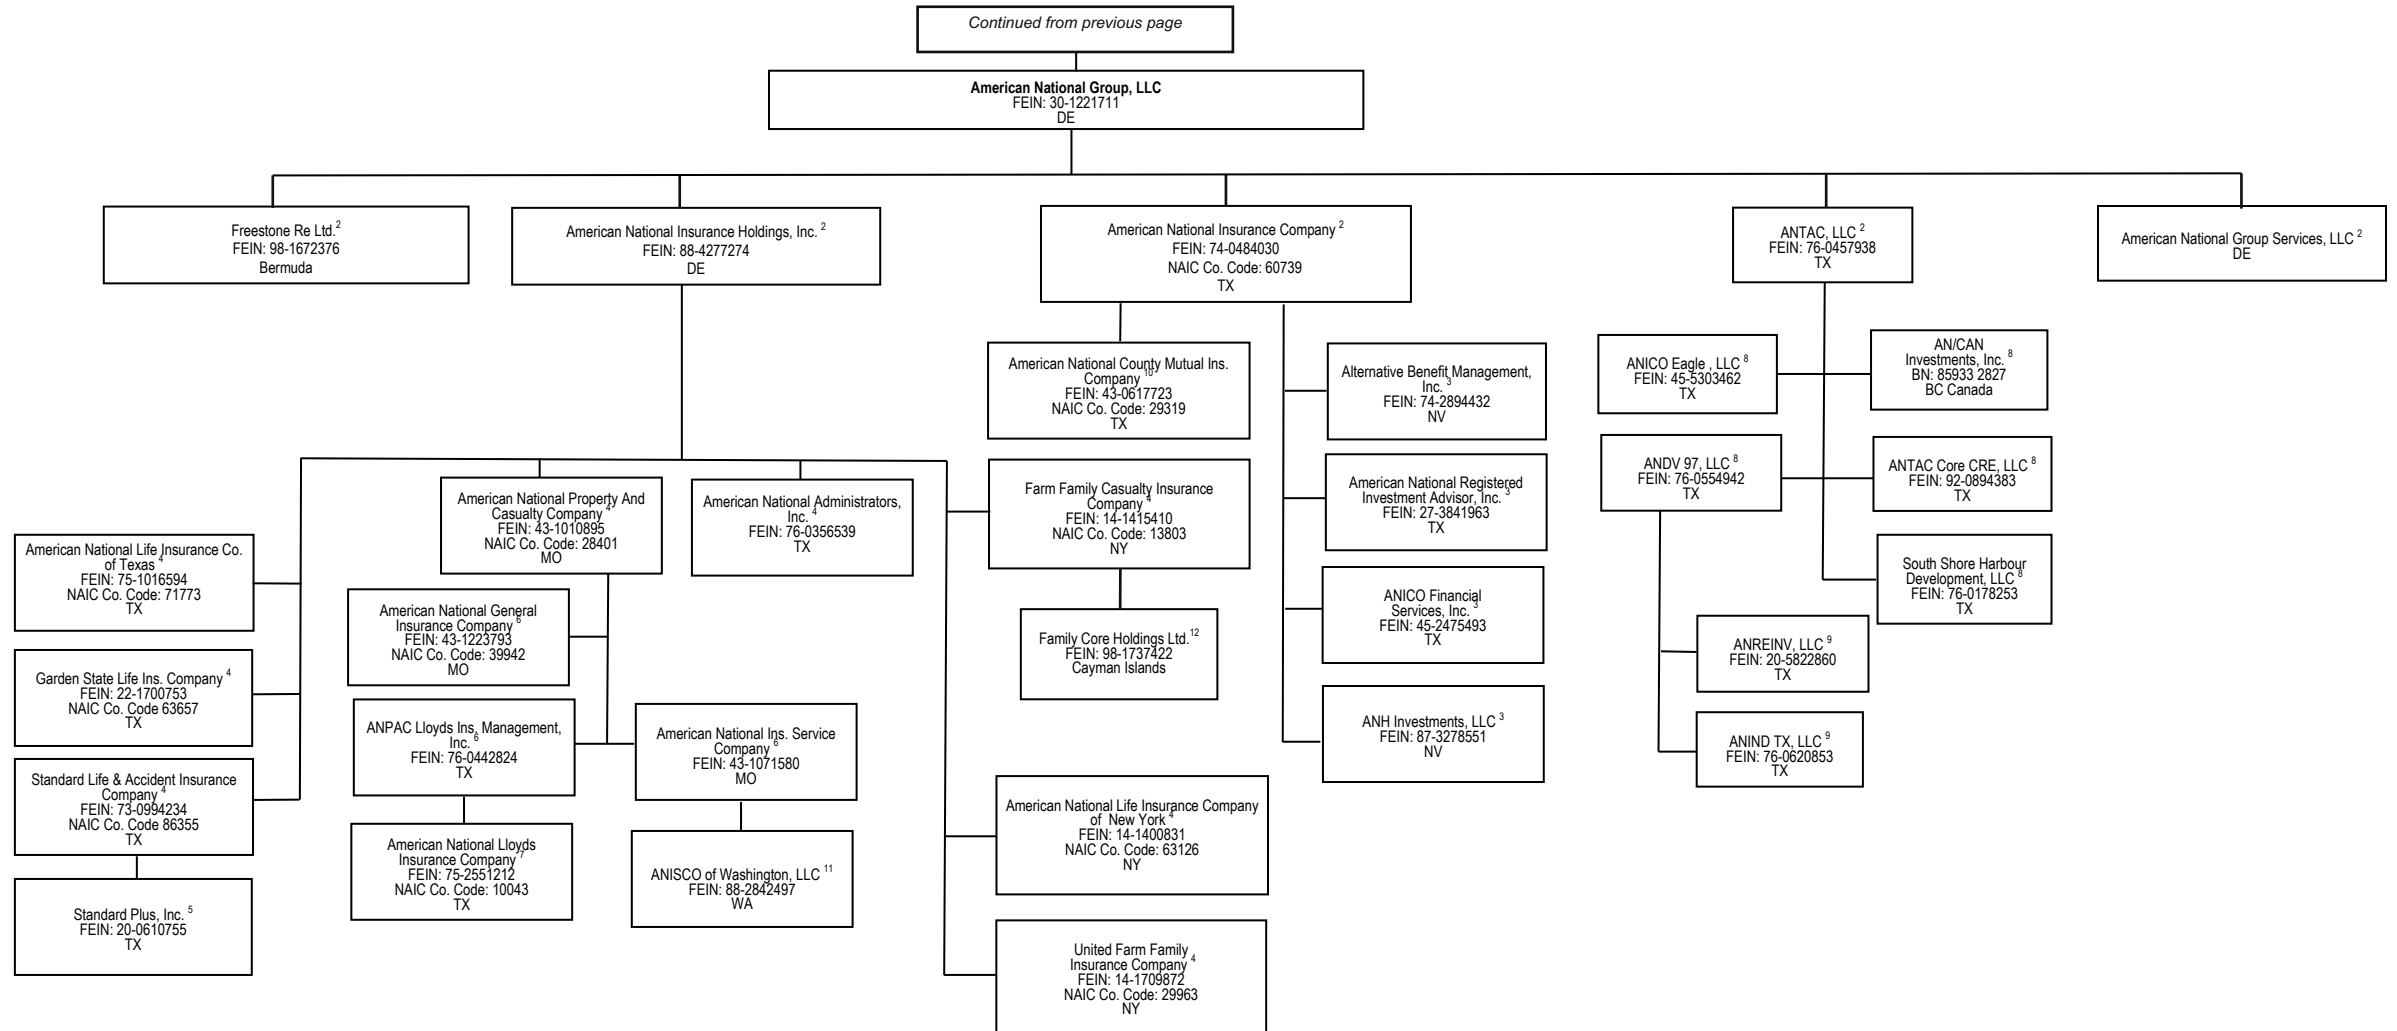 Continued from previous page
American National Group, LLC
FEIN: 30-1221711
DE
Freestone Re Ltd.2
FEIN: 98-1672376
Bermuda
American National Insurance Holdings, Inc. 2
FEIN: 88-4277274
DE
American National Insurance Company 2
FEIN: 74-0484030
NAIC Co. Code: 60739
TX
ANTAC, LLC 2
FEIN: 76-0457938
TX
American National Group Services, LLC 2
DE
American National Life Insurance Co.
of Texas 4
FEIN: 75-1016594
NAIC Co. Code: 71773
TX
Garden State Life Ins. Company 4
FEIN: 22-1700753
NAIC Co. Code 63657
TX
Standard Life & Accident Insurance
Company 4
FEIN: 73-0994234
NAIC Co. Code 86355
TX
Standard Plus, Inc. 5
FEIN: 20-0610755
TX
American National Property And
Casualty Company 4
FEIN: 43-1010895
NAIC Co. Code: 28401
MO
American National General
Insurance Company 6
FEIN: 43-1223793
NAIC Co. Code: 39942
MO
ANPAC Lloyds Ins. Management,
Inc. 6
FEIN: 76-0442824
TX
American National Lloyds
Insurance Company 7
FEIN: 75-2551212
NAIC Co. Code: 10043
TX
American National Ins. Service
Company 6
FEIN: 43-1071580
MO
ANISCO of Washington, LLC 11
FEIN: 88-2842497
WA
American National Administrators,
Inc. 4
FEIN: 76-0356539
TX
American National County Mutual Ins.
Company 10
FEIN: 43-0617723
NAIC Co. Code: 29319
TX
Farm Family Casualty Insurance
Company 4
FEIN: 14-1415410
NAIC Co. Code: 13803
NY
Family Core Holdings Ltd.12
FEIN: 98-1737422
Cayman Islands
American National Life Insurance Company
of New York 4
FEIN: 14-1400831
NAIC Co. Code: 63126
NY
United Farm Family
Insurance Company 4
FEIN: 14-1709872
NAIC Co. Code: 29963
NY
Alternative Benefit Management,
Inc. 3
FEIN: 74-2894432
NV
American National Registered
Investment Advisor, Inc. 3
FEIN: 27-3841963
TX
ANICO Financial
Services, Inc. 3
FEIN: 45-2475493
TX
ANH Investments, LLC 3
FEIN: 87-3278551
NV
ANICO Eagle , LLC 8
FEIN: 45-5303462
TX
AN/CAN
Investments, Inc. 8
BN: 85933 2827
BC Canada
ANDV 97, LLC 8
FEIN: 76-0554942
TX
ANTAC Core CRE, LLC 8
FEIN: 92-0894383
TX
South Shore Harbour
Development, LLC 8
FEIN: 76-0178253
TX
ANREINV, LLC 9
FEIN: 20-5822860
TX
ANIND TX, LLC 9
FEIN: 76-0620853
TX